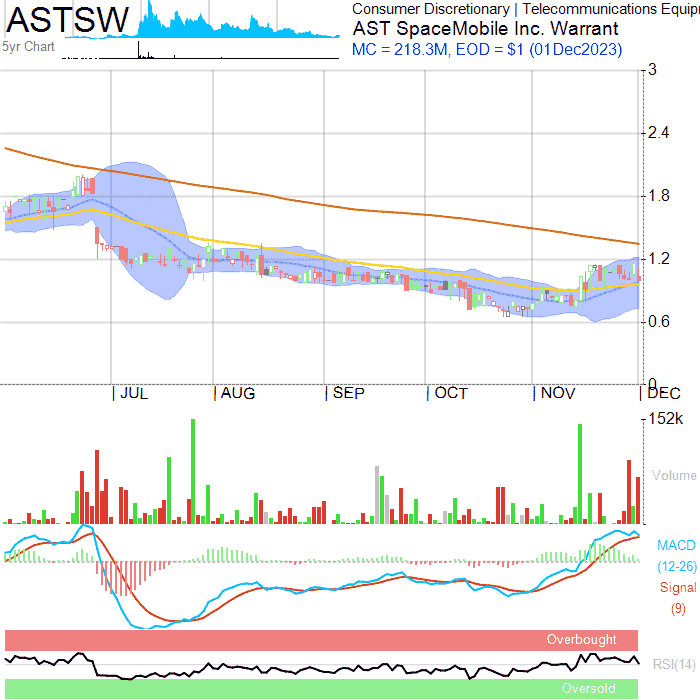 ASTSW
5yr Chart
Consumer Discretionary | Telecommunications Equip
AST SpaceMobile Inc. Warrant
MC = 218.3M, EOD = $1 (01Dec2023)
3
2.4
1.8
1.2
0.6
0
JUL AUG SEP OCT NOV DEC
152k
Volume
MACD
(12-26)
Signal
(9)
Overbought
RSI(14)
Oversold